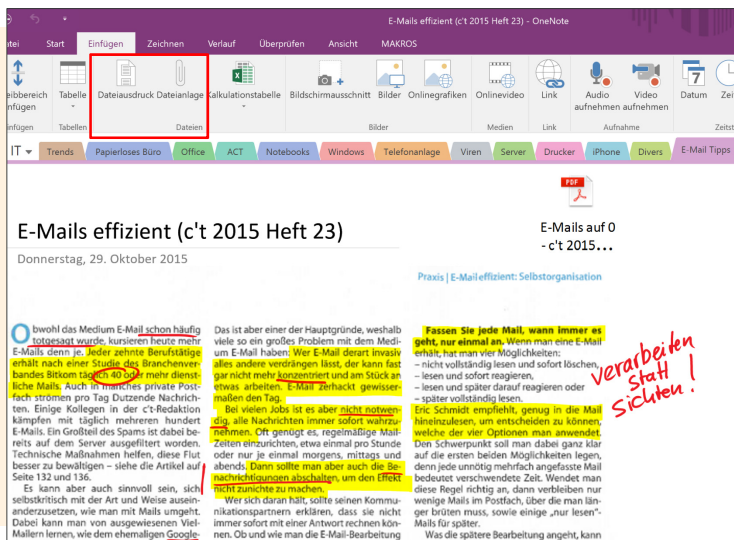 E-Mails effizient (c't 2015 Heft 23) - OneNote
atei Start Einfügen Zeichnen Verlauf Überprüfen Ansicht MAKROS
eibbereich
nfügen
Tabelle
Dateiausdruck Dateianlage
Kalkulationstabelle
Bildschirmausschnitt
Bilder
Onlinegrafiken
Onlinevideo
Link
Audio
aufnehmen
Video
aufnehmen
7
Datum
Zei
nfügen Tabellen Dateien Bilder Medien Link Aufnahme Zeitst
IT Trends Papierloses Büro Office ACT Notebooks Windows Telefonanlage Viren Server Drucker iPhone Divers E-Mail Tipps
PDF
E-Mails auf 0
- c't 2015...
E-Mails effizient (c't 2015 Heft 23)
Donnerstag, 29. Oktober 2015
Praxis | E-Mail effizient: Selbstorganisation
Obwohl das Medium E-Mail schon häufig
totgesagt wurde, kursieren heute mehr
E-Mails denn je. Jeder zehnte Berufstätige
erhält nach einer Studie des Branchenver-
bandes Bitkom täglich 40 oder mehr dienst-
liche Mails. Auch in manches private Post-
fach strömen pro Tag Dutzende Nachrich-
ten. Einige Kollegen in der c't-Redaktion
kämpfen mit täglich mehreren hundert
E-Mails. Ein Großteil des Spams ist dabei be-
reits auf dem Server ausgefiltert worden.
Technische Maßnahmen helfen, diese Flut
besser zu bewältigen – siehe die Artikel auf
Seite 132 und 136.
Es kann aber auch sinnvoll sein, sich
selbstkritisch mit der Art und Weise ausein-
anderzusetzen, wie man mit Mails umgeht.
Dabei kann man von ausgewiesenen Viel-
Mailern lernen, wie dem ehemaligen Google-
Das ist aber einer der Hauptgründe, weshalb
viele so ein großes Problem mit dem Medi-
um E-Mail haben: Wer E-Mail derart invasiv
alles andere verdrängen lässt, der kann fast
gar nicht mehr konzentriert und am Stück an
etwas arbeiten. E-Mail zerhackt gewisser-
maßen den Tag.
Bei vielen Jobs ist es aber nicht notwen-
dig, alle Nachrichten immer sofort wahrzu-
nehmen. Oft genügt es, regelmäßige Mail-
Zeiten einzurichten, etwa einmal pro Stunde
oder nur je einmal morgens, mittags und
abends. Dann sollte man aber auch die Be-
nachrichtigungen abschalten, um den Effekt
nicht zunichte zu machen.
Wer sich daran hält, sollte seinen Kommu-
nikationspartnern erklären, dass sie nicht
immer sofort mit einer Antwort rechnen kön-
nen. Ob und wie man die E-Mail-Bearbeitung
Fassen Sie jede Mail, wann immer es
geht, nur einmal an. Wenn man eine E-Mail
erhält, hat man vier Möglichkeiten:
– nicht vollständig lesen und sofort löschen,
– lesen und sofort reagieren,
– lesen und später darauf reagieren oder
– später vollständig lesen.
Eric Schmidt empfiehlt, genug in die Mail
hineinzulesen, um entscheiden zu können,
welche der vier Optionen man anwendet.
Den Schwerpunkt soll man dabei ganz klar
auf die ersten beiden Möglichkeiten legen,
denn jede unnötig mehrfach angefasste Mail
bedeutet verschwendete Zeit. Wendet man
diese Regel richtig an, dann verbleiben nur
wenige Mails im Postfach, über die man län-
ger brüten muss, sowie einige „nur lesen"-
Mails für später.
Was die spätere Bearbeitung angeht, kann
verarbeiten
statt
Sichten!